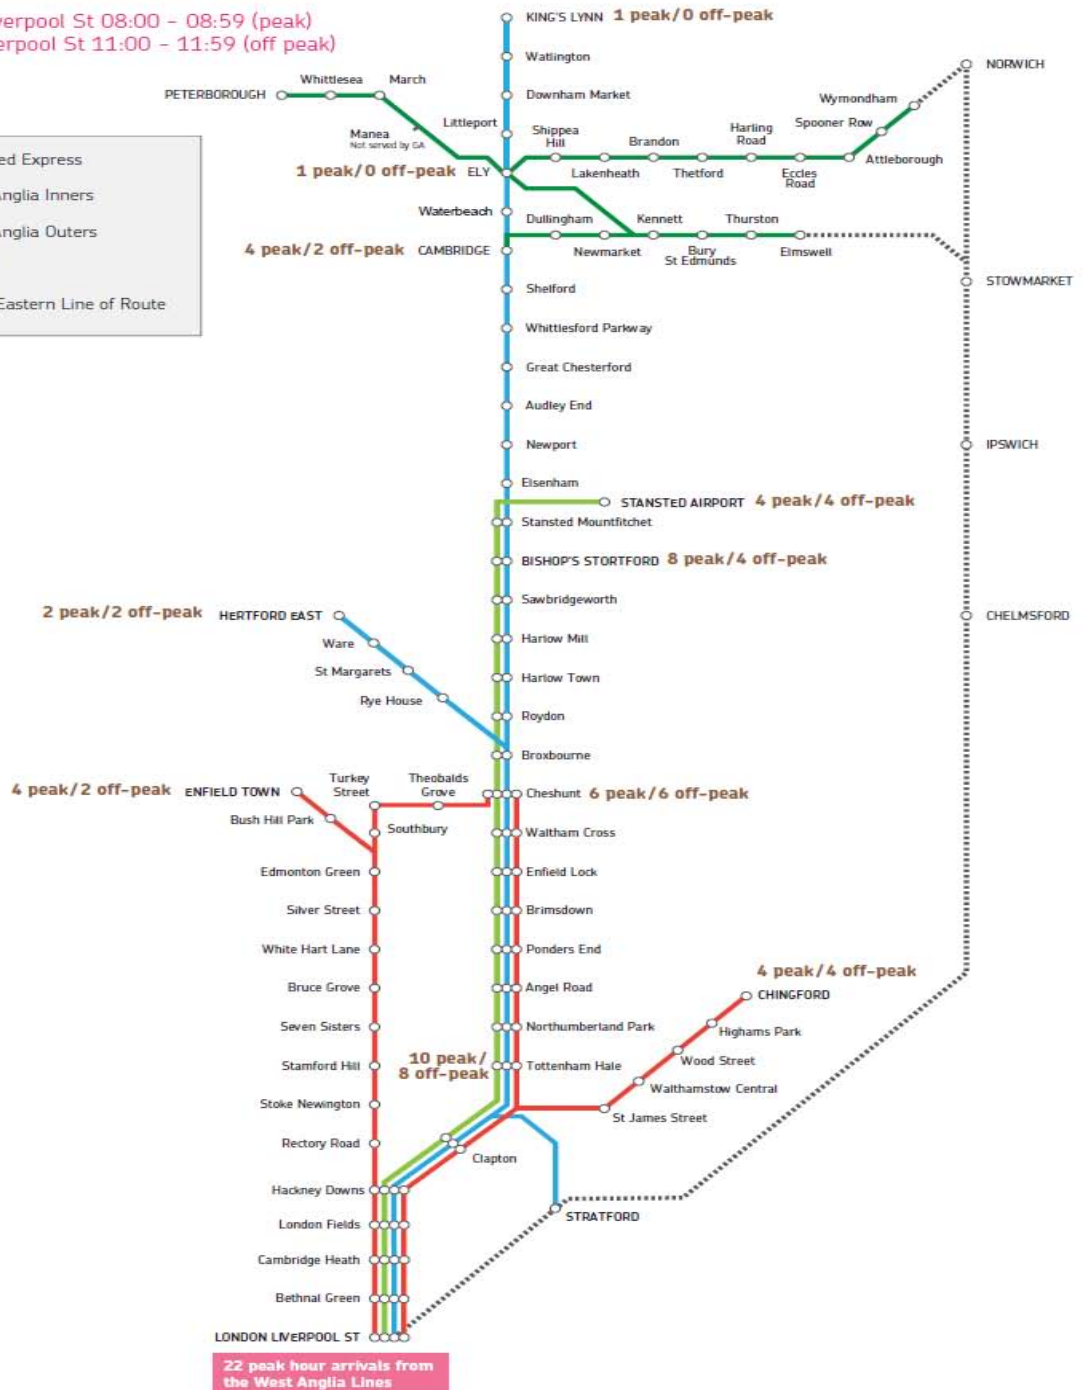 verpool St 08:00 – 08:59 (peak)
erpool St 11:00 – 11:59 (off peak)
ed Express
Anglia Inners
Anglia Outers
Eastern Line of Route
KING'S LYNN 1 peak/0 off-peak
Watlington
Downham Market
Littleport
PETERBOROUGH
Whittlesea
March
Manea
Not served by GA
1 peak/0 off-peak ELY
Shippea
Hill
Lakenheath
Brandon
Thetford
Harling
Road
Eccles
Road
Attleborough
Spooner Row
Wymondham
NORWICH
Waterbeach
4 peak/2 off-peak CAMBRIDGE
Dullingham
Newmarket
Kennett
Bury
St Edmunds
Thurston
Elmswell
STOWMARKET
IPSWICH
CHELMSFORD
Shelford
Whittlesford Parkway
Great Chesterford
Audley End
Newport
Elsenham
STANSTED AIRPORT 4 peak/4 off-peak
Stansted Mountfitchet
BISHOP'S STORTFORD 8 peak/4 off-peak
Sawbridgeworth
Harlow Mill
Harlow Town
Roydon
Broxbourne
2 peak/2 off-peak HERTFORD EAST
Ware
St Margarets
Rye House
4 peak/2 off-peak ENFIELD TOWN
Bush Hill Park
Turkey
Street
Theobalds
Grove
Southbury
Cheshunt 6 peak/6 off-peak
Waltham Cross
Enfield Lock
Brimsdown
Ponders End
Angel Road
Northumberland Park
10 peak/
8 off-peak
Tottenham Hale
Edmonton Green
Silver Street
White Hart Lane
Bruce Grove
Seven Sisters
Stamford Hill
Stoke Newington
Rectory Road
4 peak/4 off-peak
CHINGFORD
Highams Park
Wood Street
Walthamstow Central
St James Street
Clapton
STRATFORD
Hackney Downs
London Fields
Cambridge Heath
Bethnal Green
LONDON LIVERPOOL ST
22 peak hour arrivals from
the West Anglia Lines